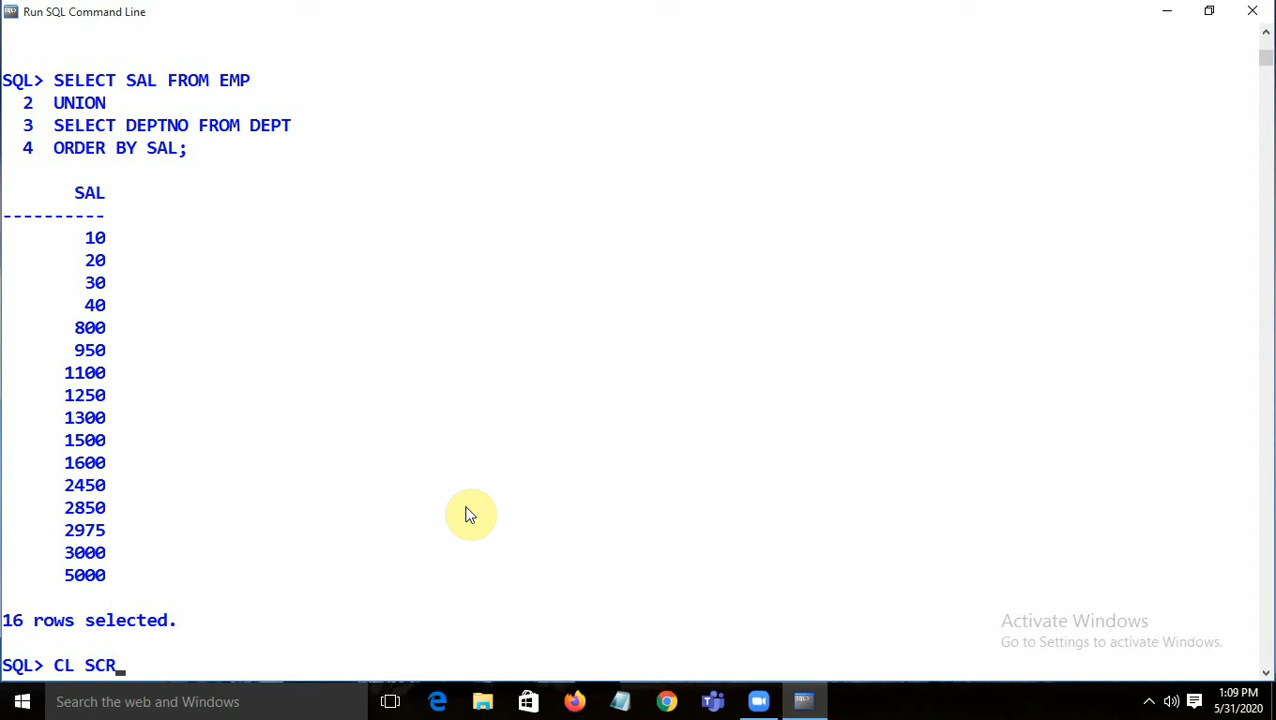 Run SQL Command Line
SQL> SELECT SAL FROM EMP
2 UNION
3 SELECT DEPTNO FROM DEPT
4 ORDER BY SAL;
SAL
----------
10
20
30
40
800
950
1100
1250
1300
1500
1600
2450
2850
2975
3000
5000
16 rows selected.
SQL> CL SCR_
Activate Windows
Go to Settings to activate Windows.
Search the web and Windows
1:09 PM
5/31/2020